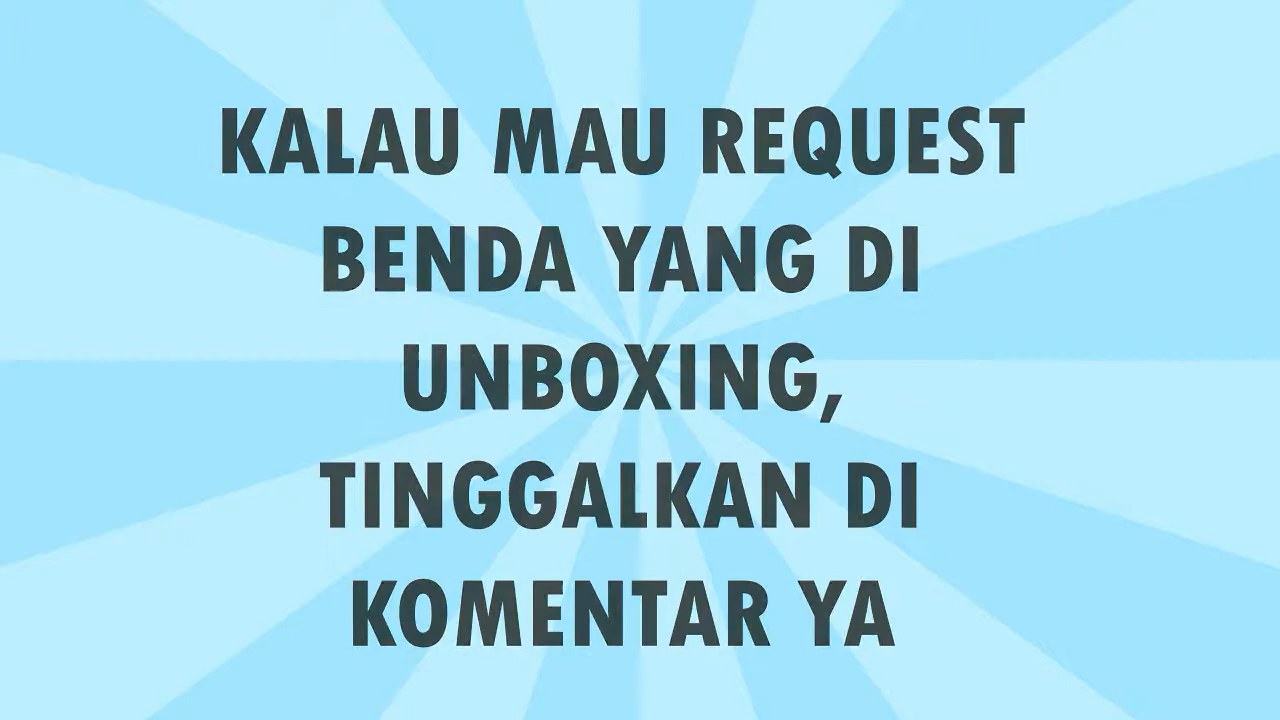 KALAU MAU REQUEST
BENDA YANG DI
UNBOXING,
TINGGALKAN DI
KOMENTAR YA